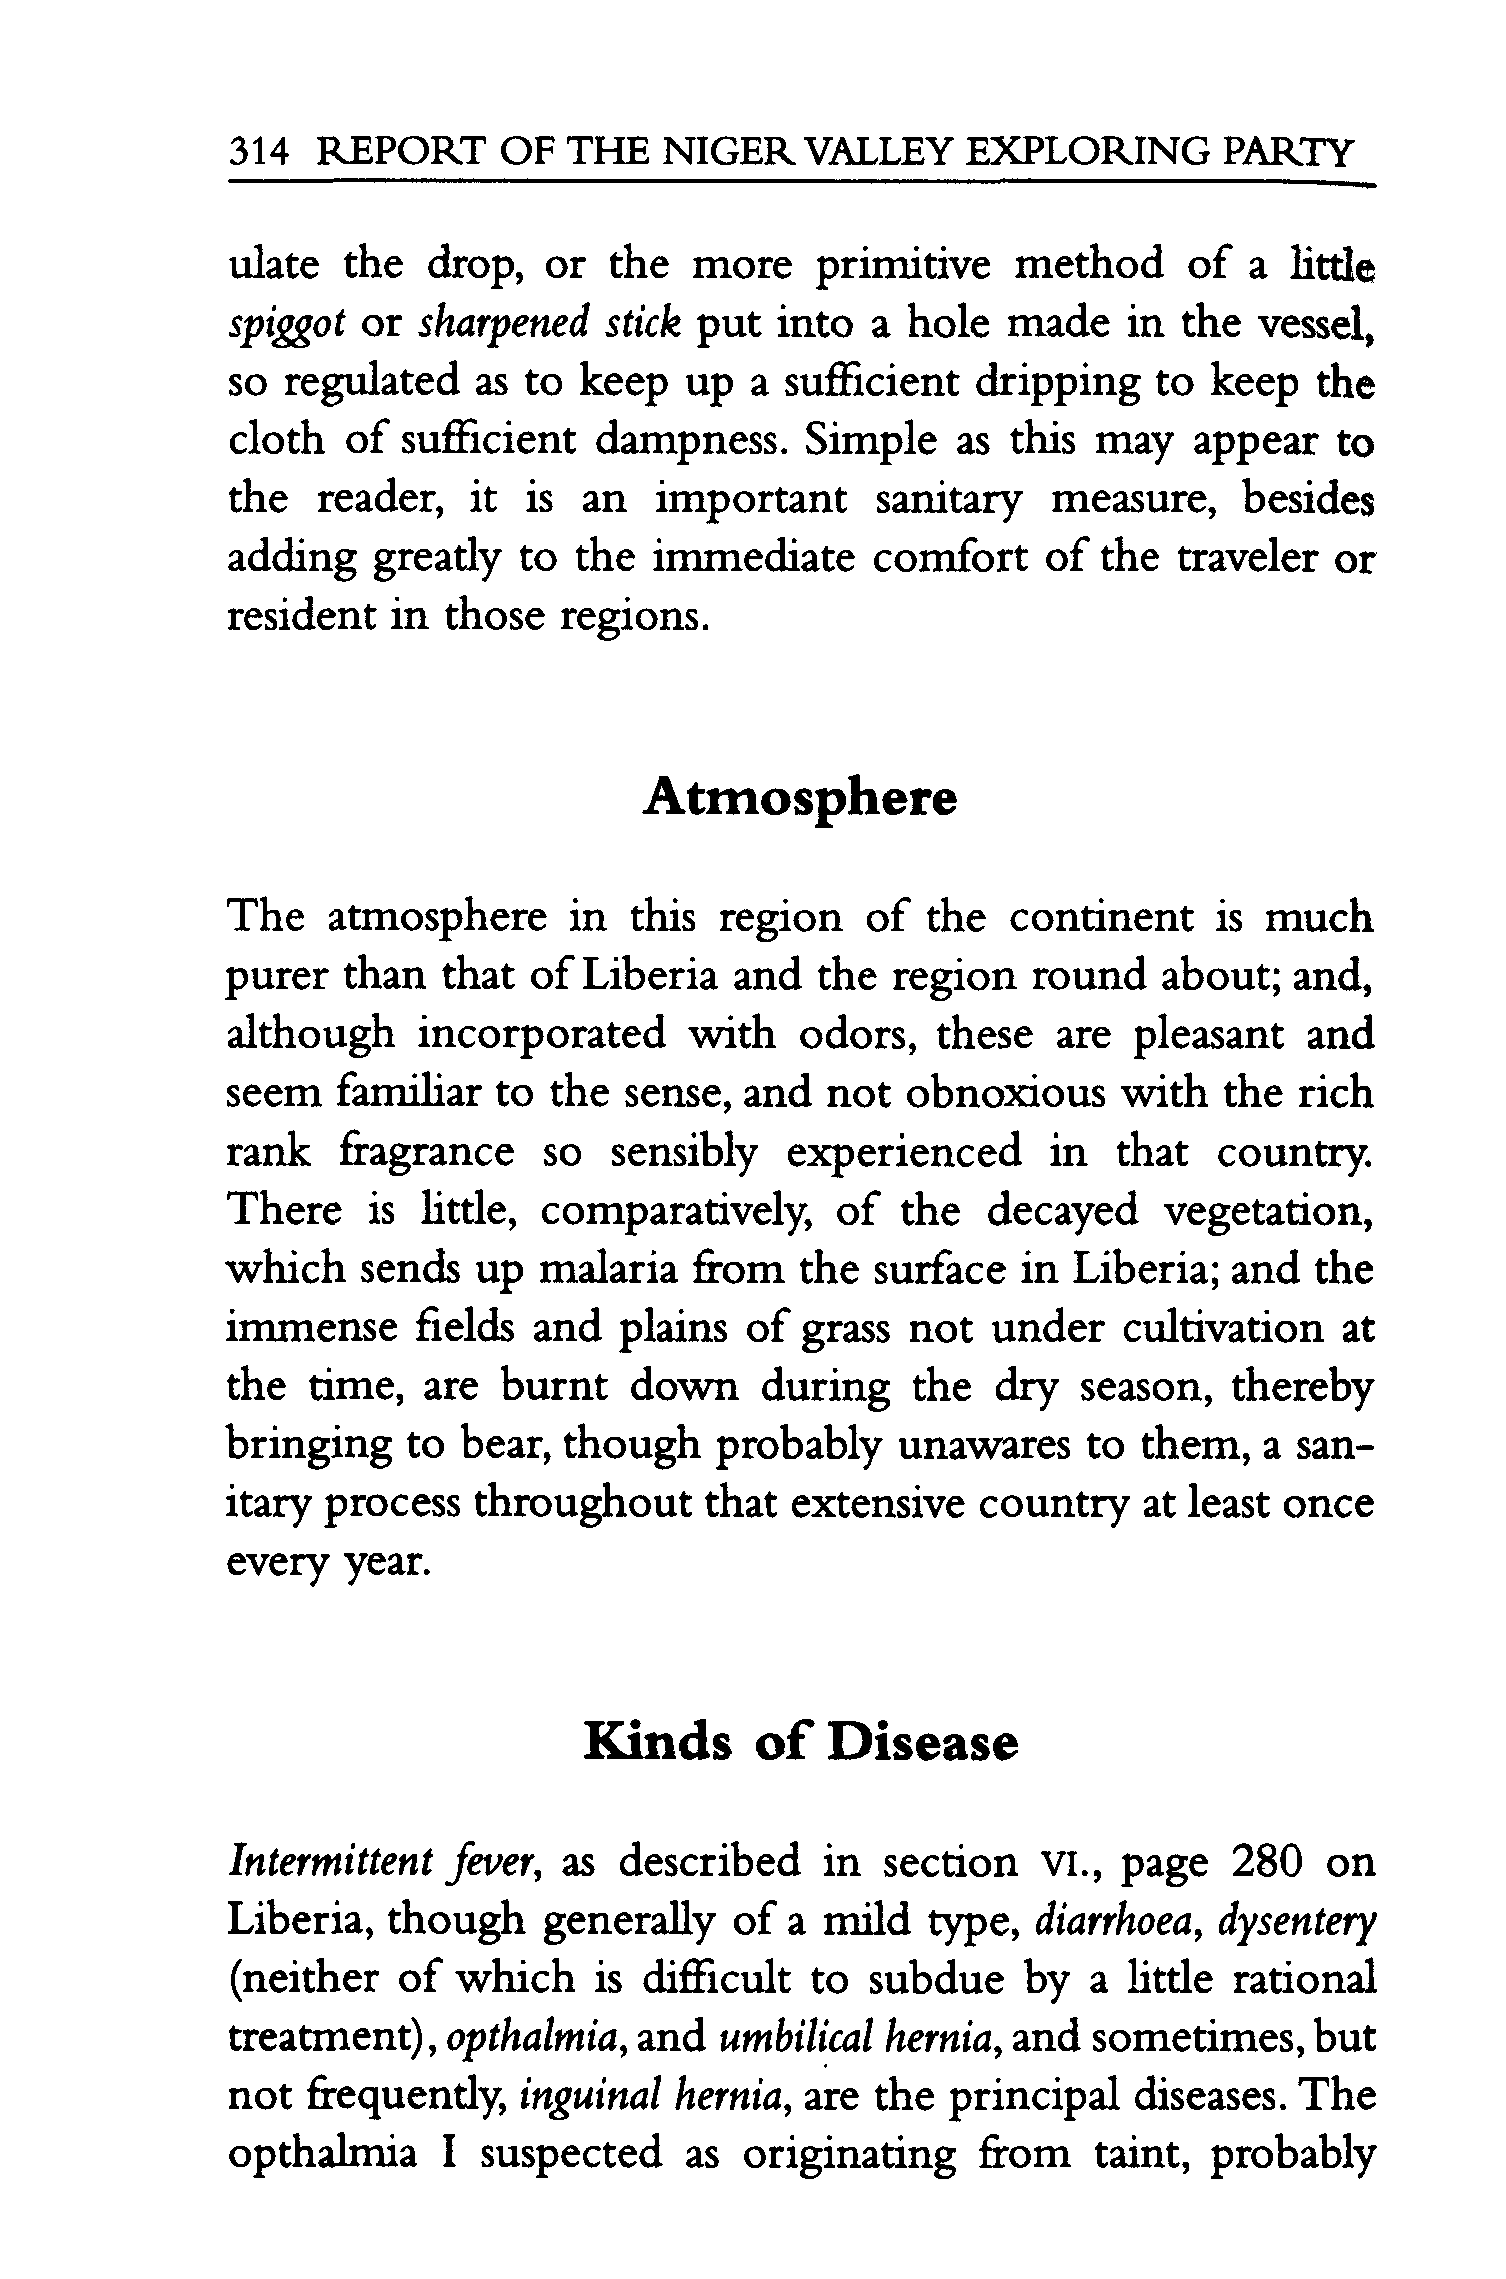 314 REPORT OF THE NIGER VALLEY EXPLORING PARTY
ulate the drop, or the more primitive method of a little
spiggot or sharpened stick put into a hole made in the vessel,
so regulated as to keep up a sufficient dripping to keep the
cloth of sufficient dampness. Simple as this may appear to
the reader, it is an important sanitary measure, besides
adding greatly to the immediate comfort of the traveler or
resident in those regions.
Atmosphere
The atmosphere in this region of the continent is much
purer than that of Liberia and the region round about; and,
although incorporated with odors, these are pleasant and
seem familiar to the sense, and not obnoxious with the rich
rank fragrance so sensibly experienced in that country.
There is little, comparatively, of the decayed vegetation,
which sends up malaria from the surface in Liberia; and the
immense fields and plains of grass not under cultivation at
the time, are burnt down during the dry season, thereby
bringing to bear, though probably unawares to them, a san-
itary process throughout that extensive country at least once
every year.
Kinds of Disease
Intermittent fever, as described in section VI., page 280 on
Liberia, though generally of a mild type, diarrhoea, dysentery
(neither of which is difficult to subdue by a little rational
treatment), opthalmia, and umbilical hernia, and sometimes, but
not frequently, inguinal hernia, are the principal diseases. The
opthalmia I suspected as originating from taint, probably